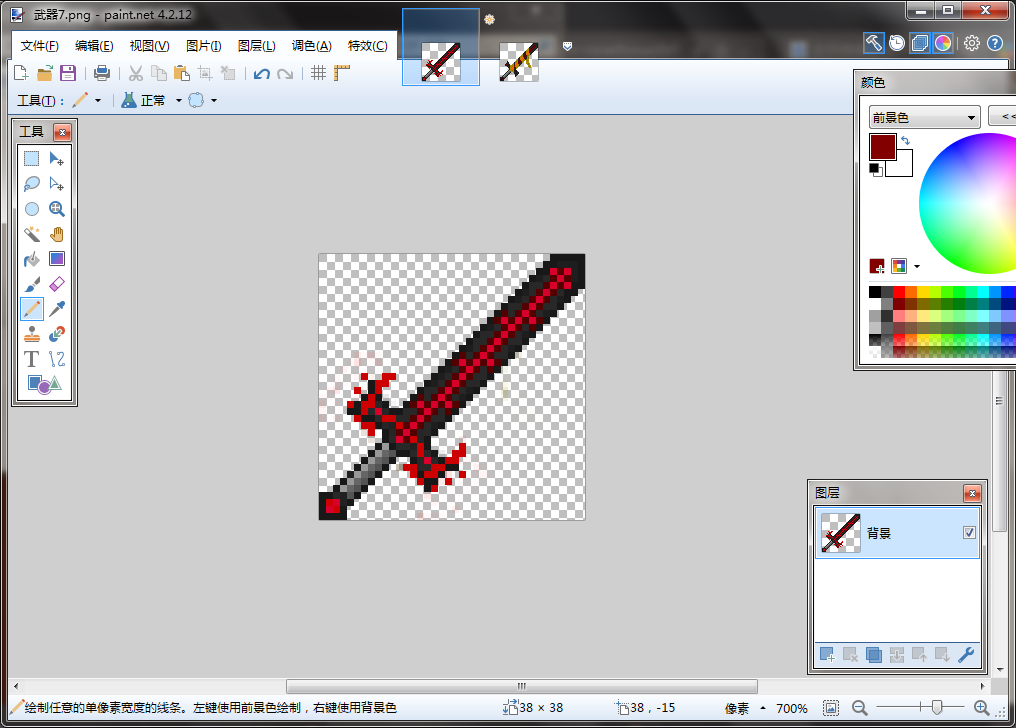 武器7.png - paint.net 4.2.12
文件(F) 编辑(E) 视图(V) 图片(I) 图层(L) 调色(A) 特效(C)
工具(T): 正常
工具
颜色
前景色 <<
图层
背景
绘制任意的单像素宽度的线条。左键使用前景色绘制，右键使用背景色 38 × 38 38 , -15 像素 700%